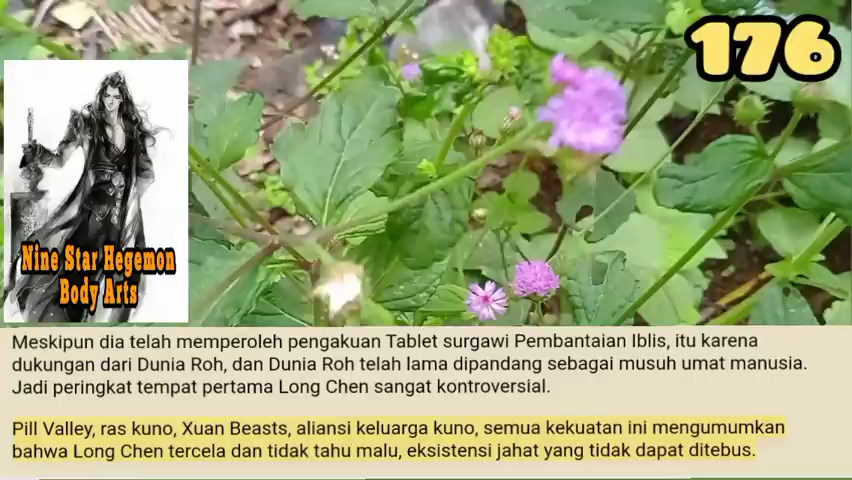 176
Nine Star Hegemon
Body Arts
Meskipun dia telah memperoleh pengakuan Tablet surgawi Pembantaian Iblis, itu karena
dukungan dari Dunia Roh, dan Dunia Roh telah lama dipandang sebagai musuh umat manusia.
Jadi peringkat tempat pertama Long Chen sangat kontroversial.
Pill Valley, ras kuno, Xuan Beasts, aliansi keluarga kuno, semua kekuatan ini mengumumkan
bahwa Long Chen tercela dan tidak tahu malu, eksistensi jahat yang tidak dapat ditebus.